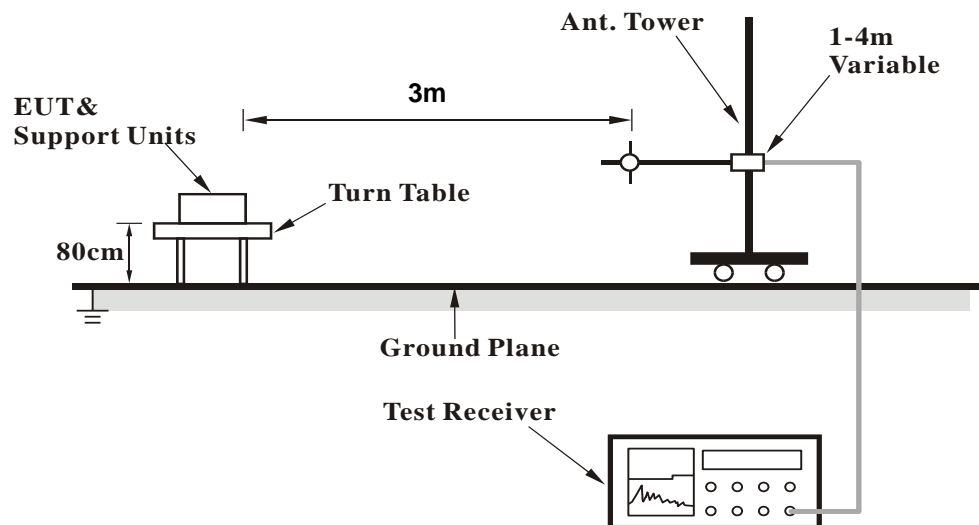 Ant. Tower
1-4m
Variable
3m
EUT&
Support Units
Turn Table
80cm
Ground Plane
Test Receiver